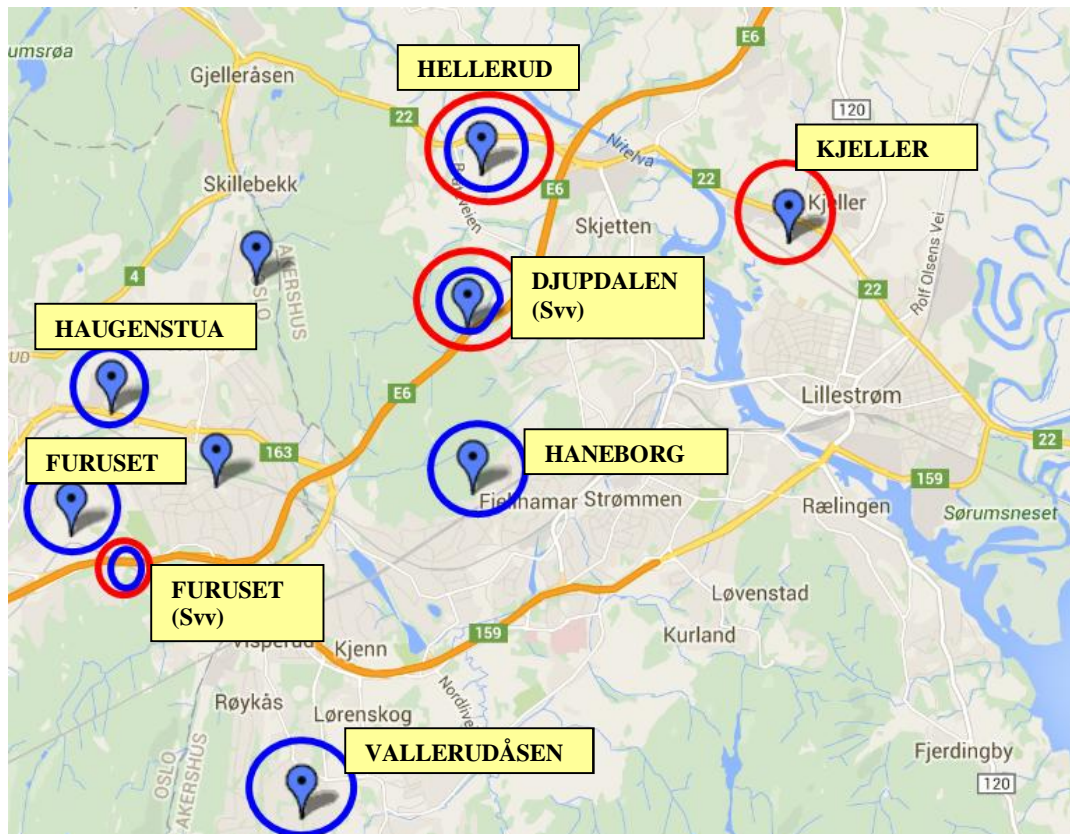 umsrøa
E6
Gjelleråsen
HELLERUD
120
22
Nitelva
KJELLER
Skillebekk
E6
22
Kjeller
Skjetten
Rolf Olsens Vei
AKERSHUS
OSLO
4
DJUPDALEN
(Svv)
22
HAUGENSTUA
UD
E6
Lillestrøm
163
22
FURUSET
HANEBORG
159
Fjellhamar
Strømmen
Rælingen
Sørumsneset
FURUSET
(Svv)
Løvenstad
Visperud
Kjenn
159
Kurland
Røykås
Lørenskog
VALLERUDÅSEN
Fjerdingby
OSLO
AKERSHUS
120